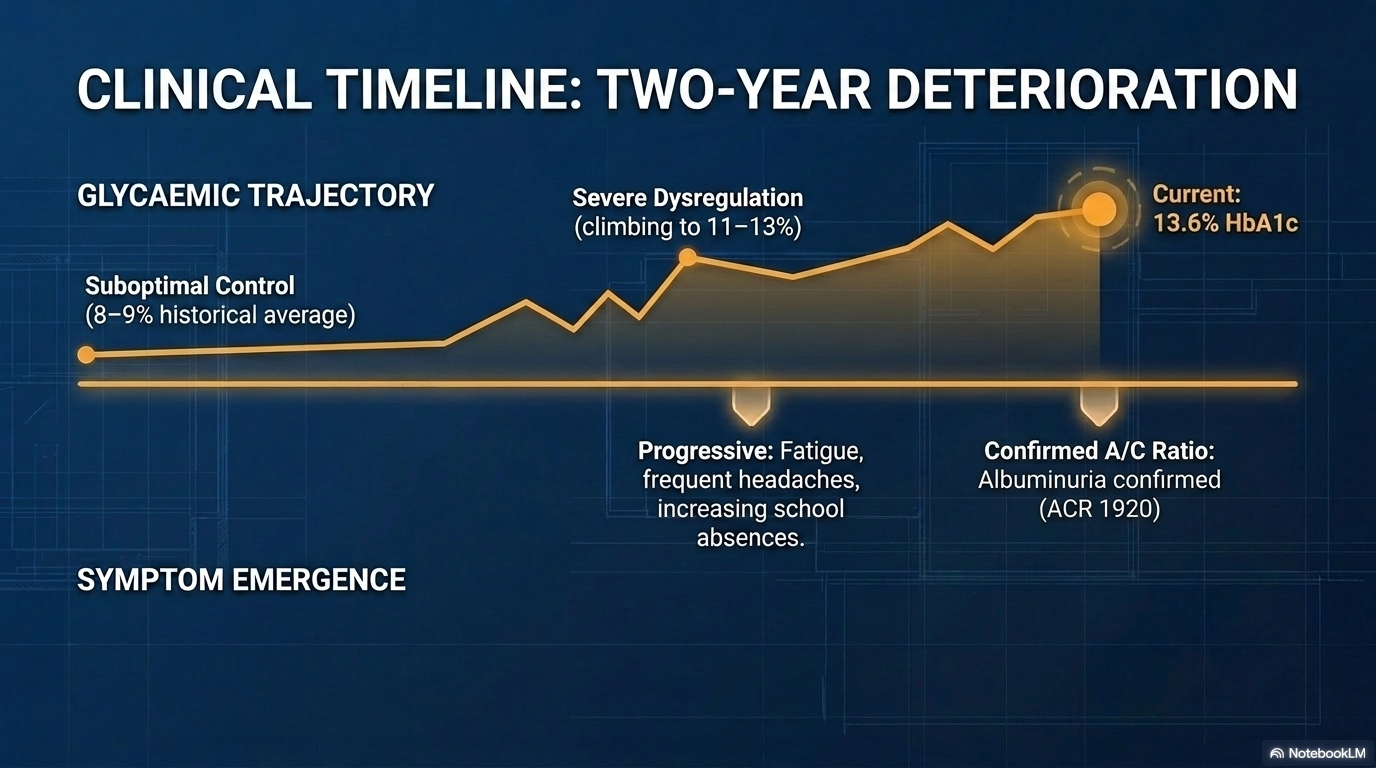 CLINICAL TIMELINE: TWO-YEAR DETERIORATION
GLYCAEMIC TRAJECTORY
Suboptimal Control
(8–9% historical average)
Severe Dysregulation
(climbing to 11–13%)
Current:
13.6% HbA1c
Progressive: Fatigue,
frequent headaches,
increasing school
absences.
Confirmed A/C Ratio:
Albuminuria confirmed
(ACR 1920)
SYMPTOM EMERGENCE
NotebookLM